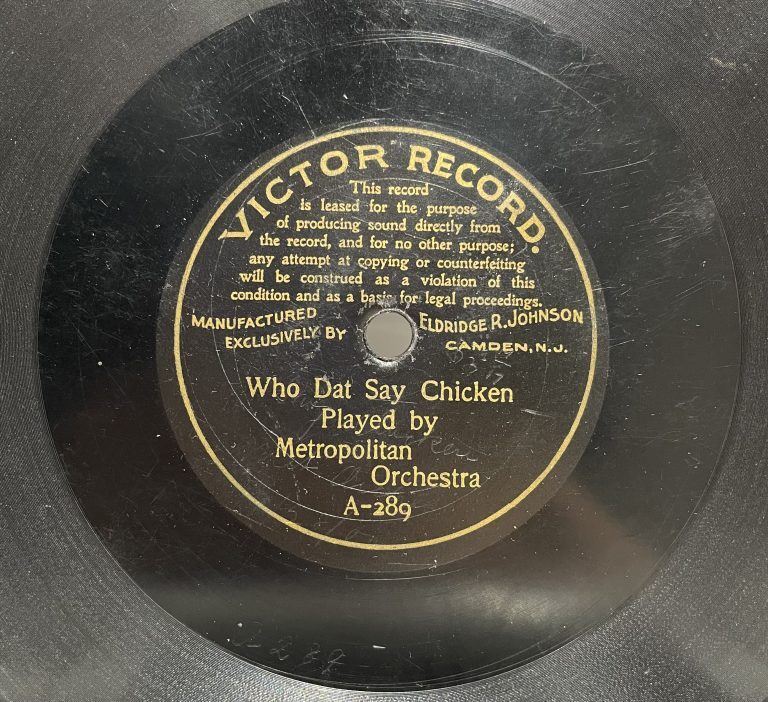 VICTOR RECORD.
This record
is leased for the purpose
of producing sound directly from
the record, and for no other purpose;
any attempt at copying or counterfeiting
will be construed as a violation of this
condition and as a basis for legal proceedings.
MANUFACTURED
EXCLUSIVELY BY
ELDRIDGE R. JOHNSON
CAMDEN, N.J.
Who Dat Say Chicken
Played by
Metropolitan
Orchestra
A-289